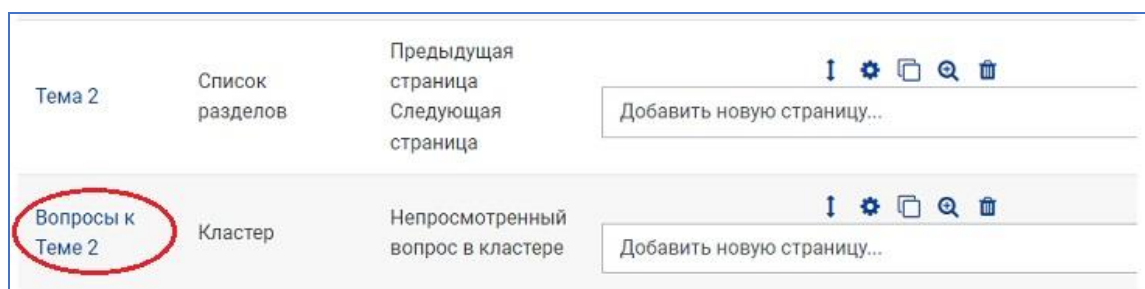 Тема 2
Список
разделов
Предыдущая
страница
Следующая
страница
Добавить новую страницу...
Вопросы к
Теме 2
Кластер
Непросмотренный
вопрос в кластере
Добавить новую страницу...